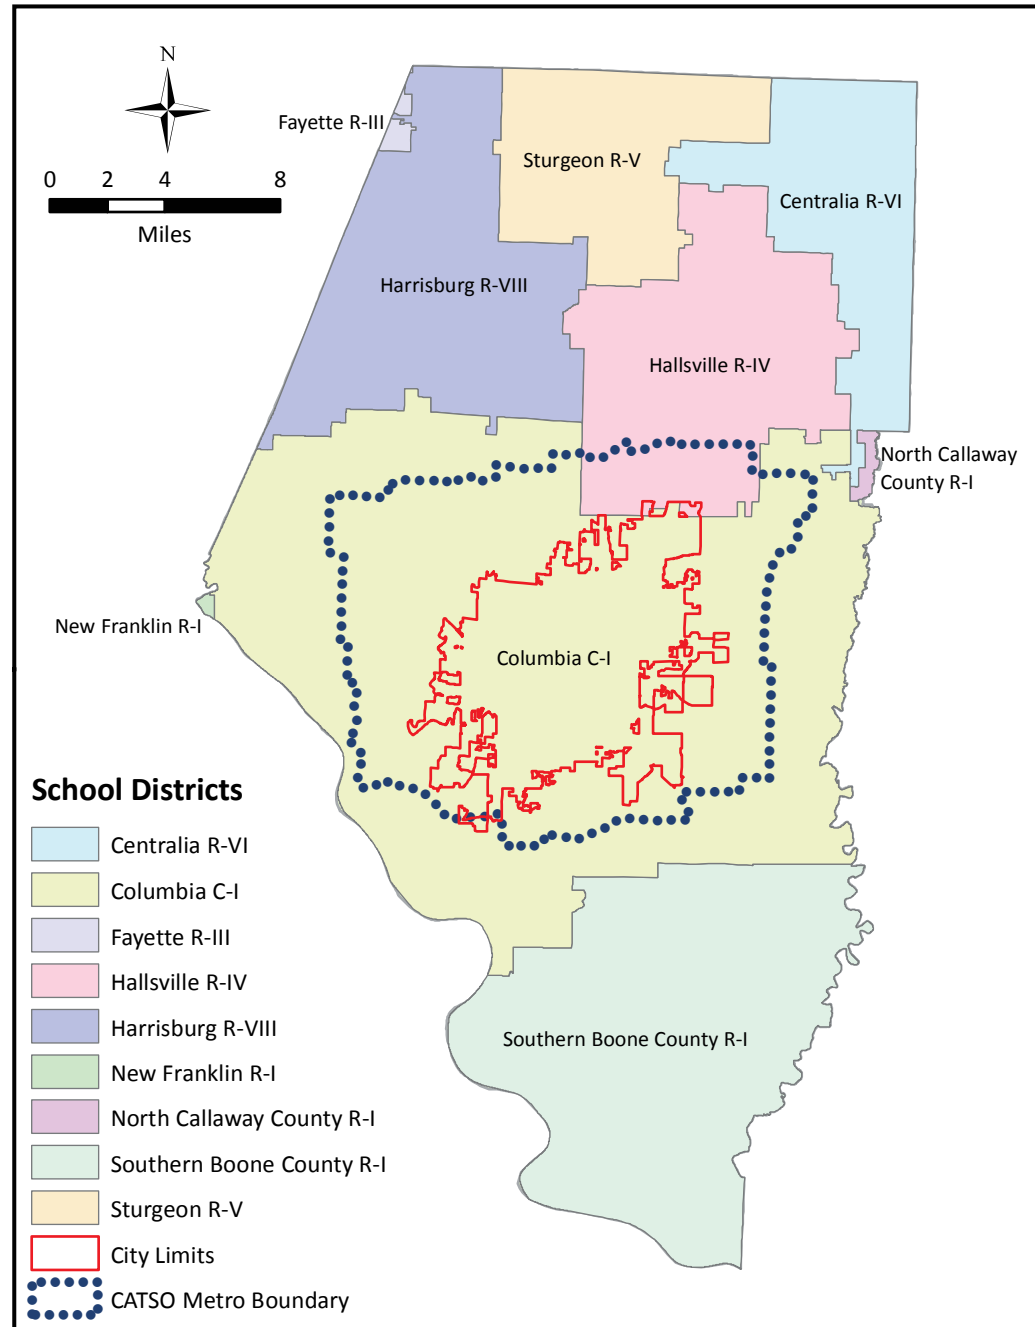 N
Fayette R-III
Sturgeon R-V
0 2 4 8
Miles
Centralia R-VI
Harrisburg R-VIII
Hallsville R-IV
North Callaway
County R-I
New Franklin R-I
Columbia C-I
Southern Boone County R-I
School Districts
Centralia R-VI
Columbia C-I
Fayette R-III
Hallsville R-IV
Harrisburg R-VIII
New Franklin R-I
North Callaway County R-I
Southern Boone County R-I
Sturgeon R-V
City Limits
CATSO Metro Boundary